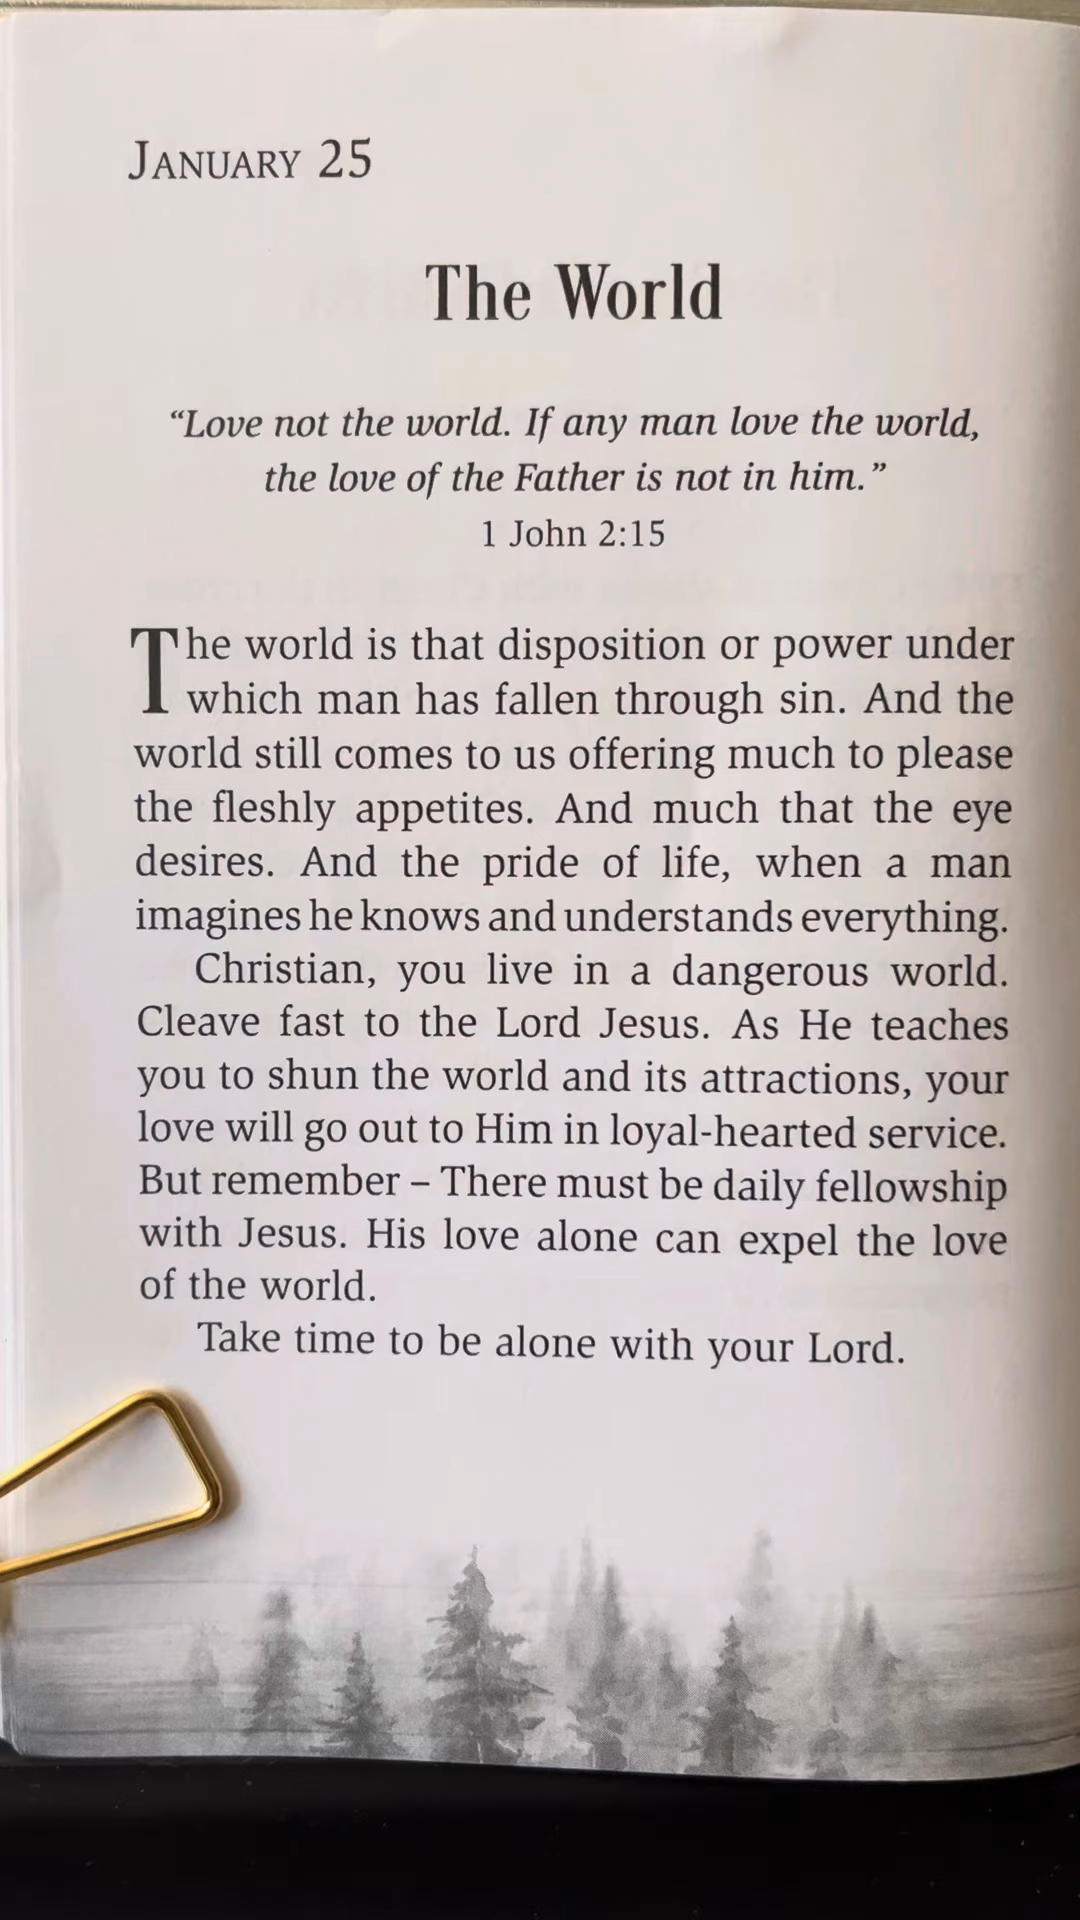 January 25
The World
“Love not the world. If any man love the world,
the love of the Father is not in him.”
1 John 2:15
The world is that disposition or power under
which man has fallen through sin. And the
world still comes to us offering much to please
the fleshly appetites. And much that the eye
desires. And the pride of life, when a man
imagines he knows and understands everything.
Christian, you live in a dangerous world.
Cleave fast to the Lord Jesus. As He teaches
you to shun the world and its attractions, your
love will go out to Him in loyal-hearted service.
But remember – There must be daily fellowship
with Jesus. His love alone can expel the love
of the world.
Take time to be alone with your Lord.